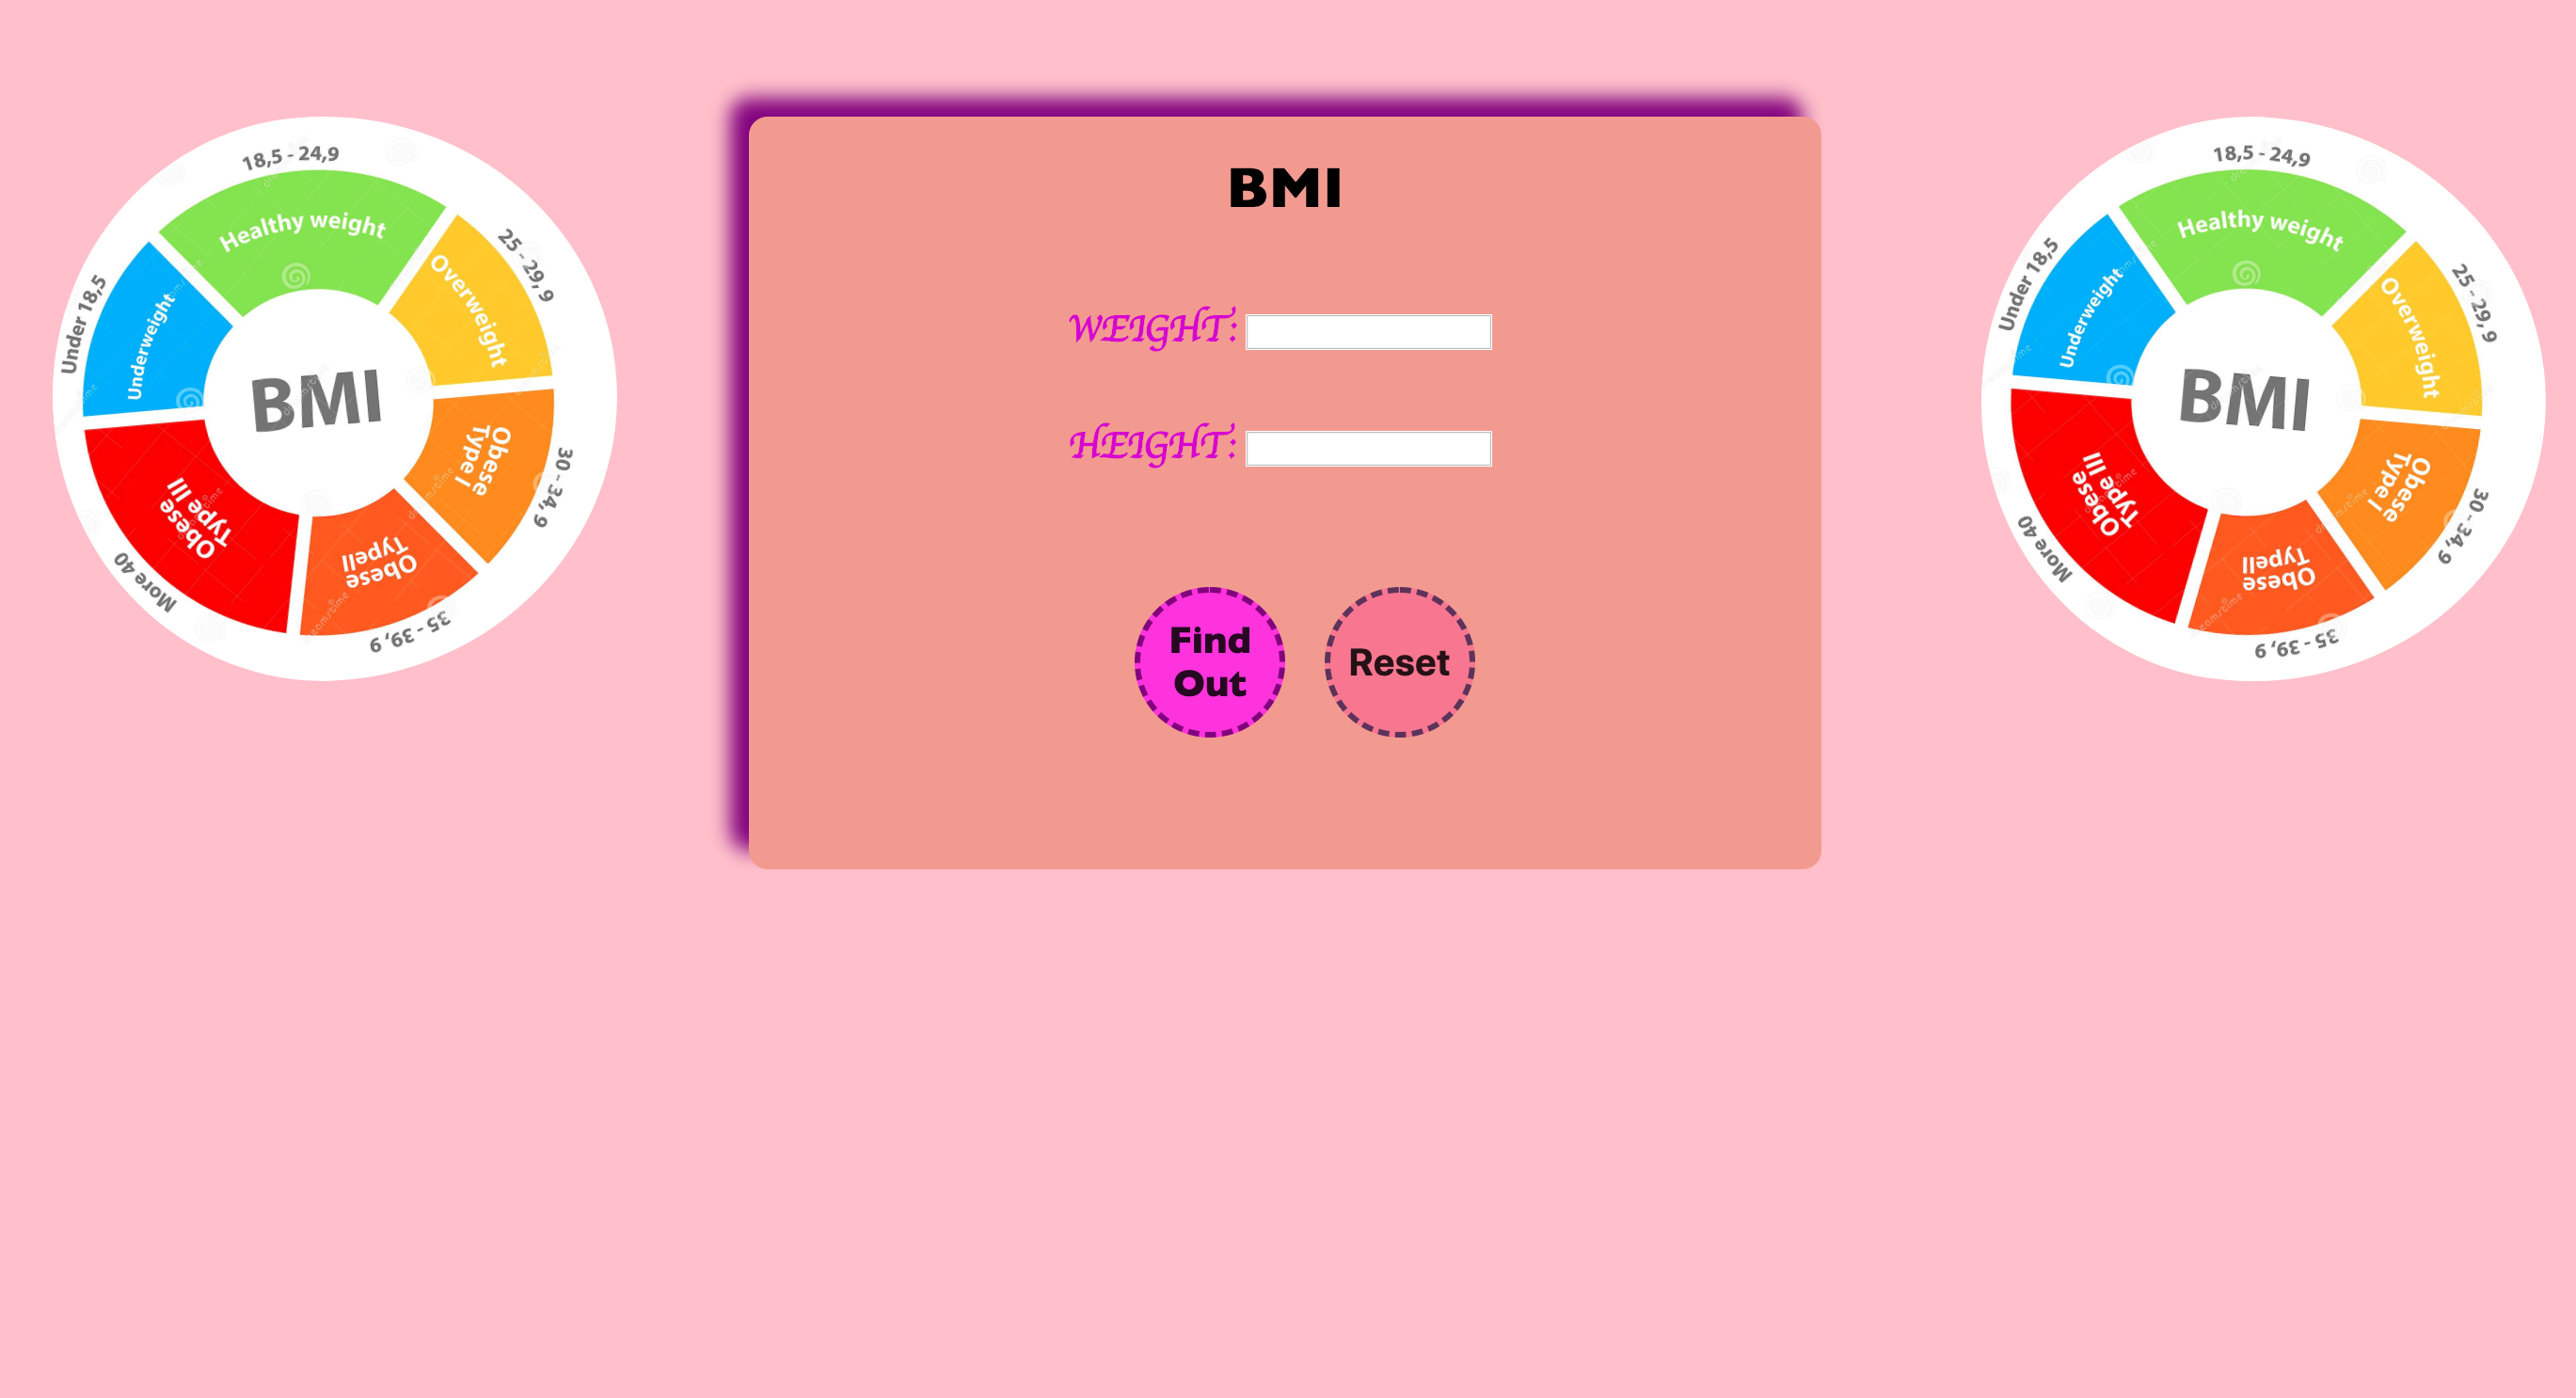 18,5 - 24,9
Healthy weight
25 - 29, 9
Overweight
Under 18,5
Underweight
BMI
Obese
Type I
30 - 34, 9
Obese
Type III
More 40
Obese
TypeII
35 - 39, 9
BMI
WEIGHT:
HEIGHT:
Find
Out
Reset
18,5 - 24,9
Healthy weight
25 - 29, 9
Overweight
Under 18,5
Underweight
BMI
Obese
Type I
30 - 34, 9
Obese
Type III
More 40
Obese
TypeII
35 - 39, 9